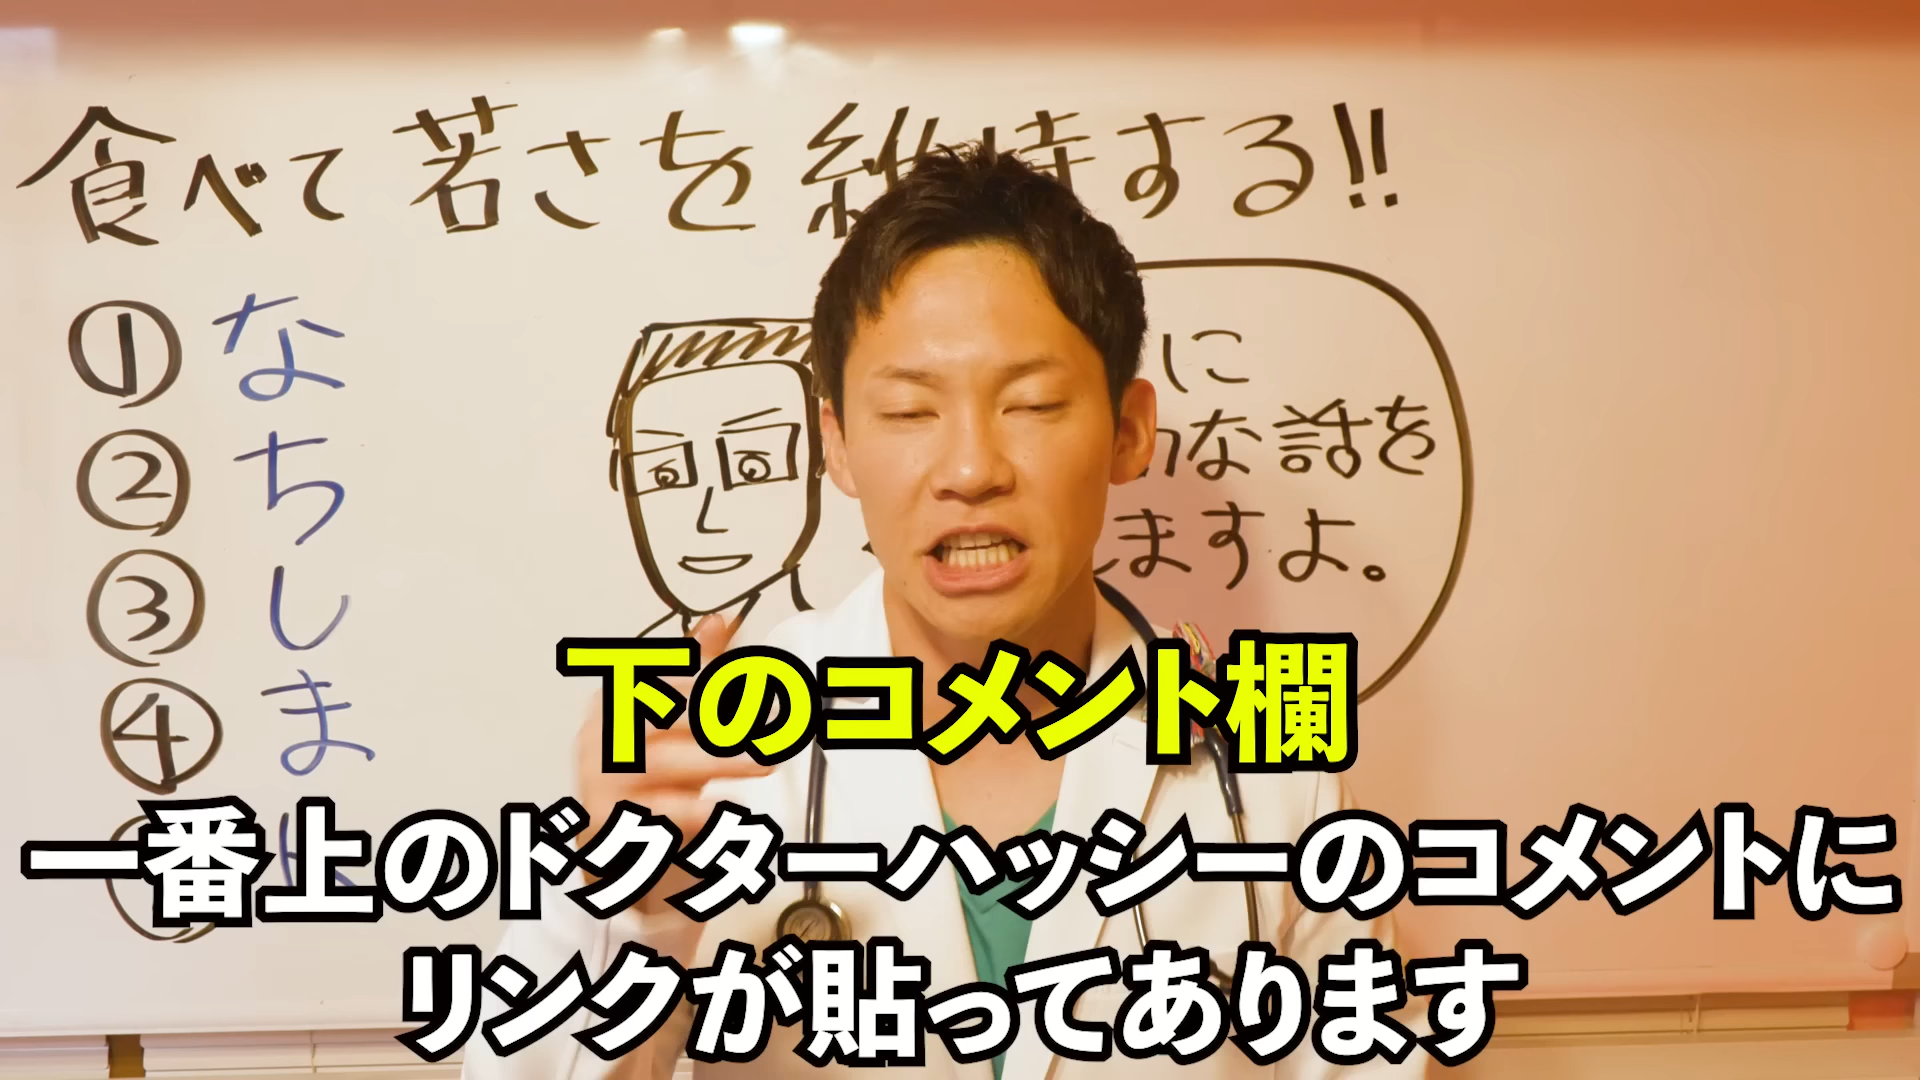 食べて若さを維持する!!
① な
② ち
③ し
④ ま
に
な話を
しますよ。
下のコメント欄
一番上のドクターハッシーのコメントに
リンクが貼ってあります